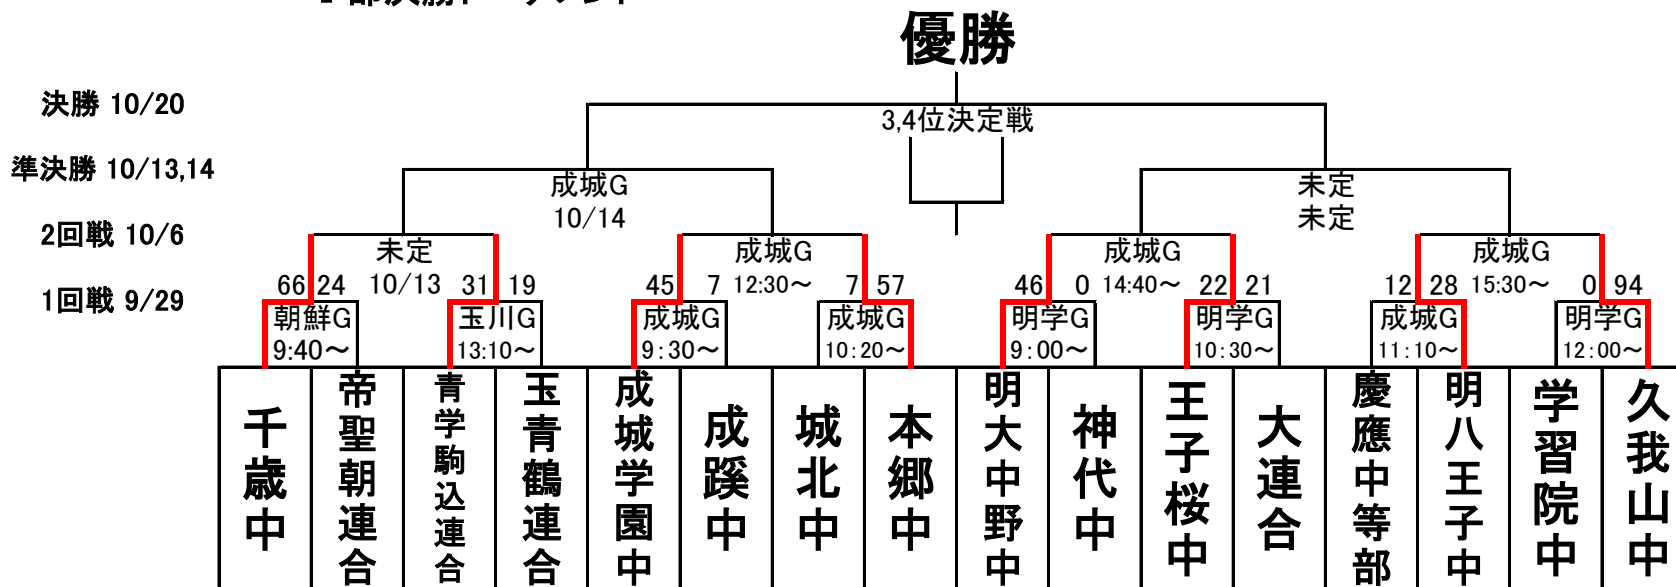 優勝
決勝 10/20
3,4位決定戦
準決勝 10/13,14
成城G
10/14
未定
未定
2回戦 10/6
未定
10/13
成城G
12:30～
成城G
14:40～
成城G
15:30～
1回戦 9/29
66 24
31 19
45 7
7 57
46 0
22 21
12 28
0 94
朝鮮G
9:40～
玉川G
13:10～
成城G
9:30～
成城G
10:20～
明学G
9:00～
明学G
10:30～
成城G
11:10～
明学G
12:00～
千歳中
帝聖朝連合
青学駒込連合
玉青鶴連合
成城学園中
成蹊中
城北中
本郷中
明大中野中
神代中
王子桜中
大連合
慶應中等部
明八王子中
学習院中
久我山中